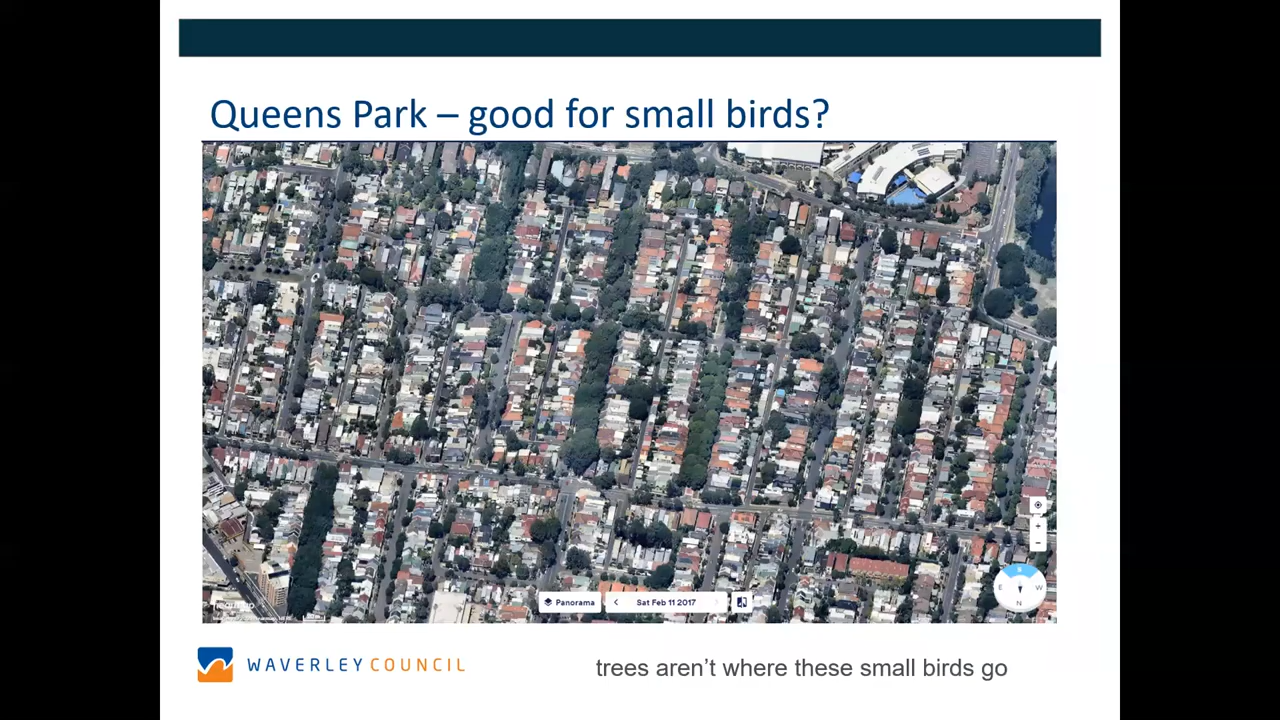 Queens Park – good for small birds?
Panorama
Sat Feb 11 2017
S
E
W
N
WAVERLEY COUNCIL
trees aren't where these small birds go